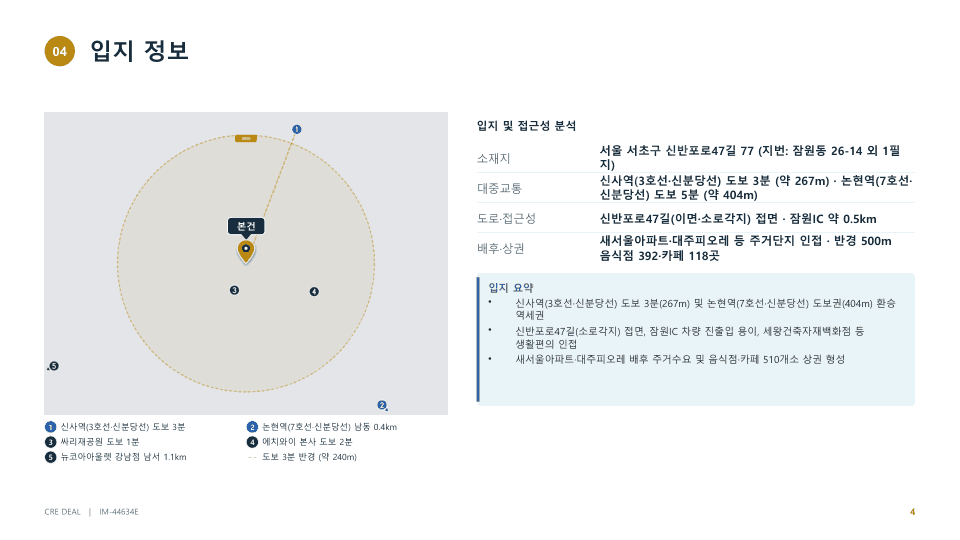 04 입지 정보
1
본건
3
4
5
2
1 신사역(3호선·신분당선) 도보 3분
2 논현역(7호선·신분당선) 남동 0.4km
3 싸리재공원 도보 1분
4 에치와이 본사 도보 2분
5 뉴코아아울렛 강남점 남서 1.1km
-- 도보 3분 반경 (약 240m)
입지 및 접근성 분석
소재지
서울 서초구 신반포로47길 77 (지번: 잠원동 26-14 외 1필
지)
대중교통
신사역(3호선·신분당선) 도보 3분 (약 267m) · 논현역(7호선·
신분당선) 도보 5분 (약 404m)
도로·접근성
신반포로47길(이면·소로각지) 접면 · 잠원IC 약 0.5km
배후·상권
새서울아파트·대주피오레 등 주거단지 인접 · 반경 500m
음식점 392·카페 118곳
입지 요약
• 신사역(3호선·신분당선) 도보 3분(267m) 및 논현역(7호선·신분당선) 도보권(404m) 환승
역세권
• 신반포로47길(소로각지) 접면, 잠원IC 차량 진출입 용이, 세왕건축자재백화점 등
생활편의 인접
• 새서울아파트·대주피오레 배후 주거수요 및 음식점·카페 510개소 상권 형성
CRE DEAL | IM-44634E
4